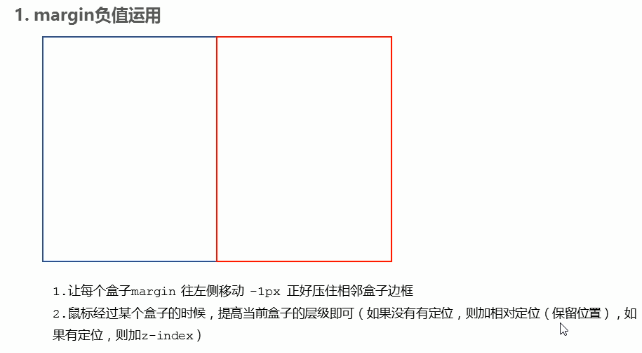 1. margin负值运用
1.让每个盒子margin 往左侧移动 -1px 正好压住相邻盒子边框
2.鼠标经过某个盒子的时候，提高当前盒子的层级即可（如果没有有定位，则加相对定位（保留位置），如
果有定位，则加z-index）